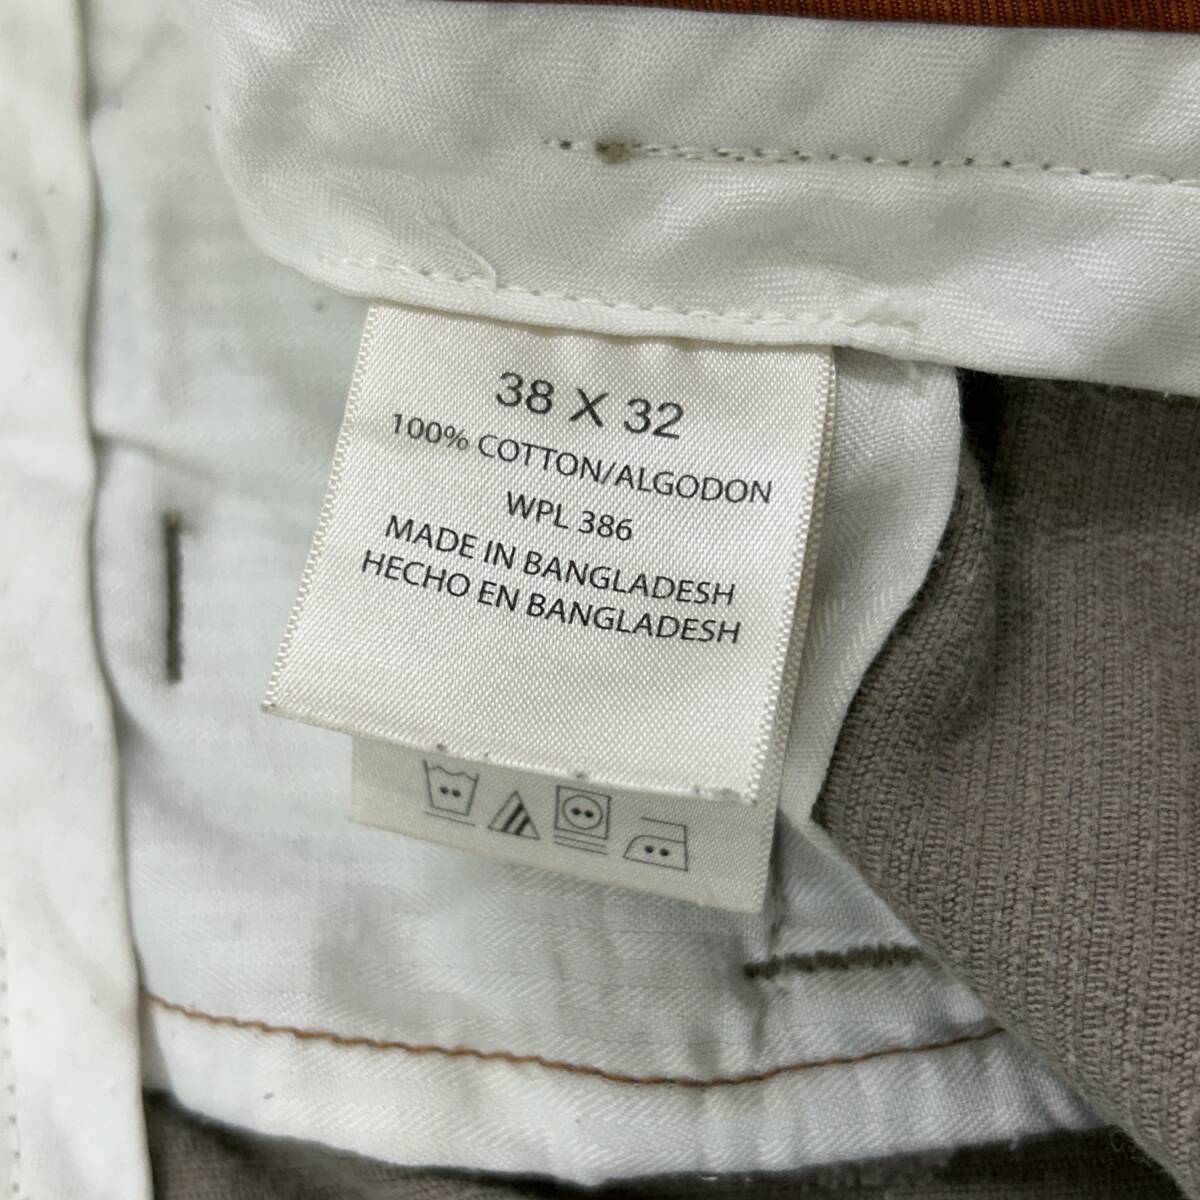 38 X 32
100% COTTON/ALGODON
WPL 386
MADE IN BANGLADESH
HECHO EN BANGLADESH